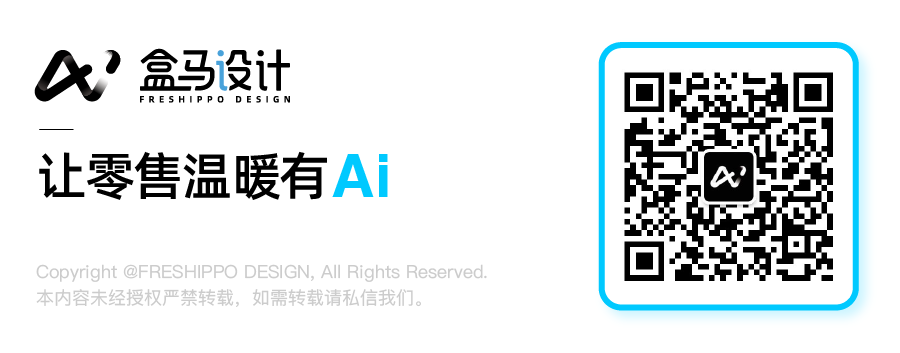 盒马设计
FRESHIPPO DESIGN
让零售温暖有Ai
Copyright @FRESHIPPO DESIGN, All Rights Reserved.
本内容未经授权严禁转载，如需转载请私信我们。